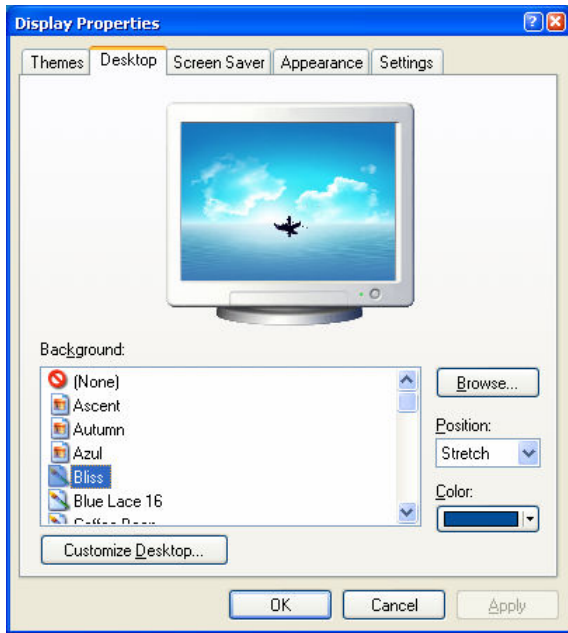 Display Properties
Themes Desktop Screen Saver Appearance Settings
Background:
(None)
Ascent
Autumn
Azul
Bliss
Blue Lace 16
Browse...
Position:
Stretch
Color:
Customize Desktop...
OK Cancel Apply